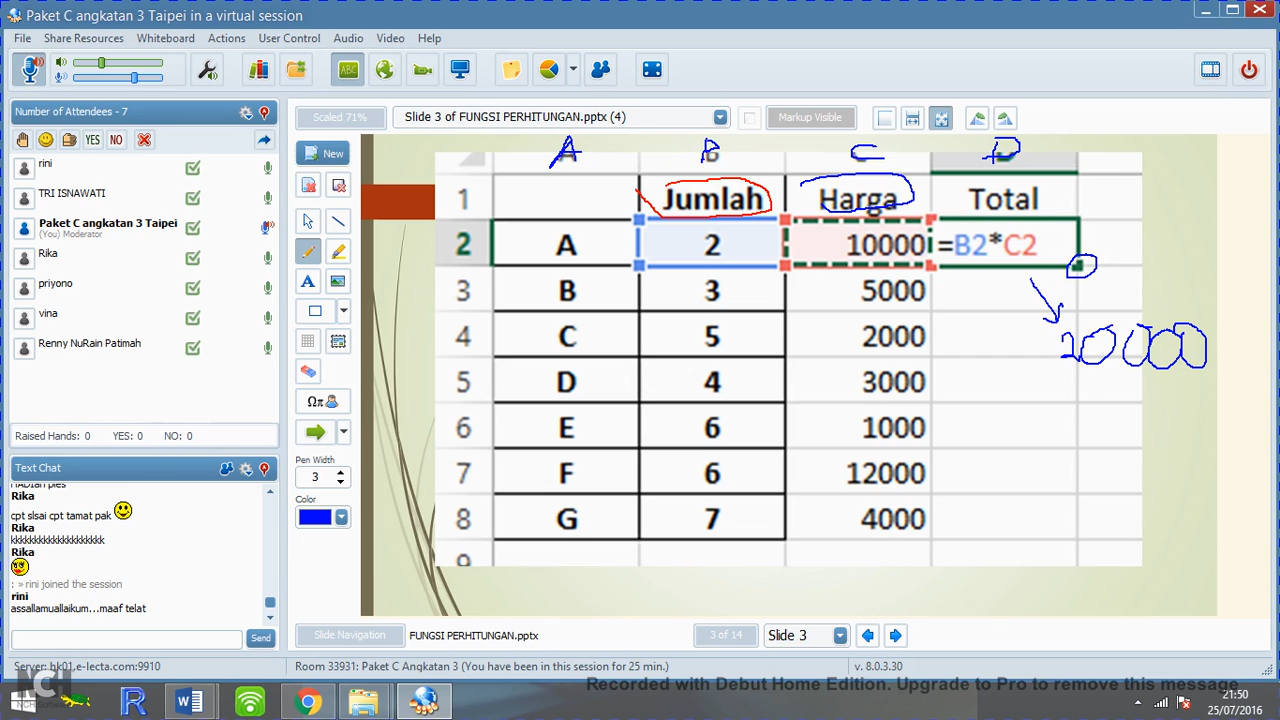 Paket C angkatan 3 Taipei in a virtual session
File Share Resources Whiteboard Actions User Control Audio Video Help
ABC
Number of Attendees - 7
YES NO
rini
TRI ISNAWATI
Paket C angkatan 3 Taipei
(You) Moderator
Rika
priyono
vina
Renny NuRain Patimah
Raised Hands: 0 YES: 0 NO: 0
Text Chat
Rika
cpt slsai cpt tamat pak
Rika
kkkkkkkkkkkkkkkkkk
Rika
: » rini joined the session
rini
assallamuallaikum...maaf telat
Send
Scaled 71% Slide 3 of FUNGSI PERHITUNGAN.pptx (4) Markup Visible
New
A
Ωπ
Pen Width
3
Color
A B C D
1 Jumlah Harga Total
2 A 2 10000 =B2*C2
3 B 3 5000
4 C 5 2000
20000
5 D 4 3000
6 E 6 1000
7 F 6 12000
8 G 7 4000
9
Slide Navigation FUNGSI PERHITUNGAN.pptx 3 of 14 Slide 3
Server: bk01.e-lecta.com:9910 Room 33931: Paket C Angkatan 3 (You have been in this session for 25 min.) v. 8.0.3.30
Recorded with Debut Home Edition. Upgrade to Pro to remove this message
NCH Software
R W
21:50
25/07/2016